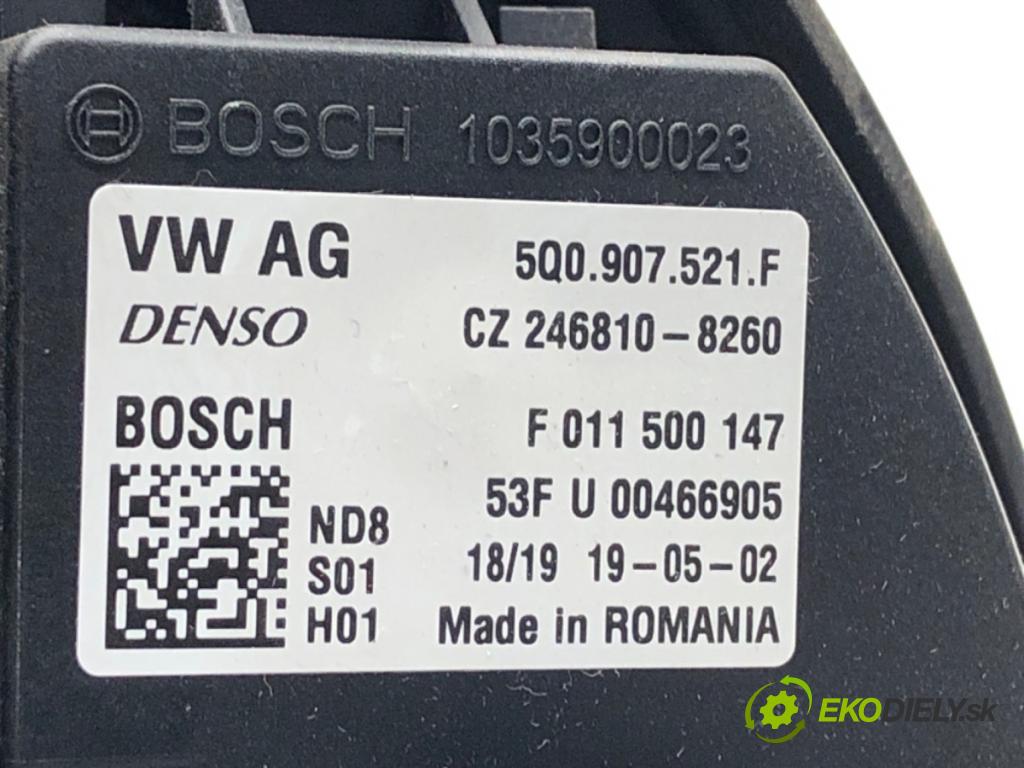 BOSCH 1035900023
VW AG 5Q0.907.521.F
DENSO CZ 246810-8260
BOSCH F 011 500 147
53F U 00466905
ND8
S01 18/19 19-05-02
H01 Made in ROMANIA
EKODIELY.sk